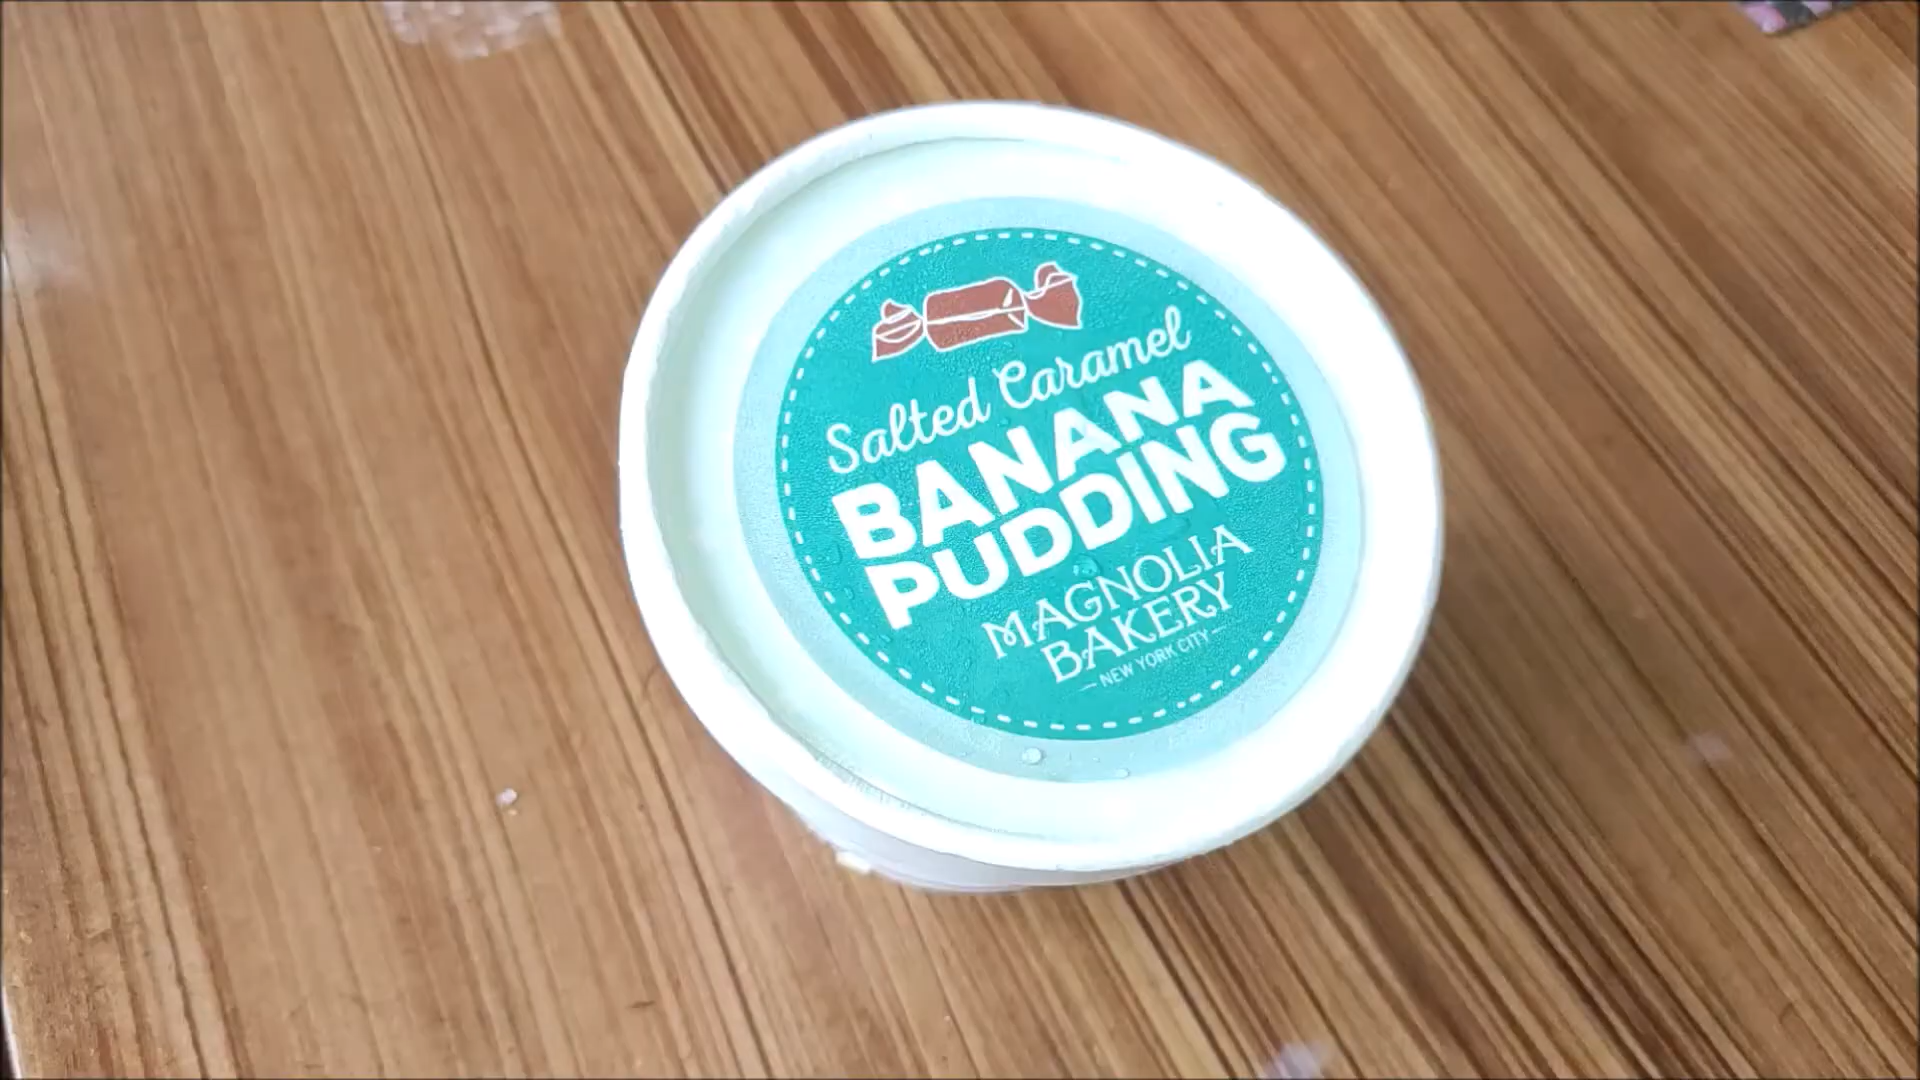 Salted Caramel
BANANA
PUDDING
MAGNOLIA
BAKERY
NEW YORK CITY